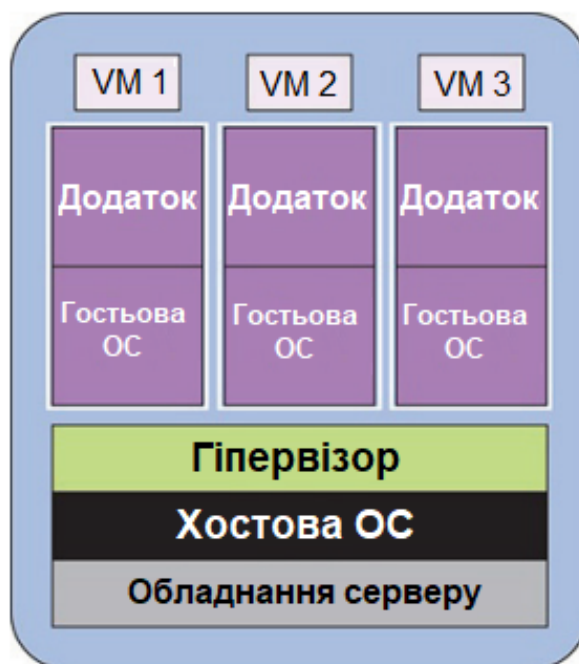 VM 1 VM 2 VM 3
Додаток Додаток Додаток
Гостьова Гостьова Гостьова
ОС ОС ОС
Гіпервізор
Хостова ОС
Обладнання серверу